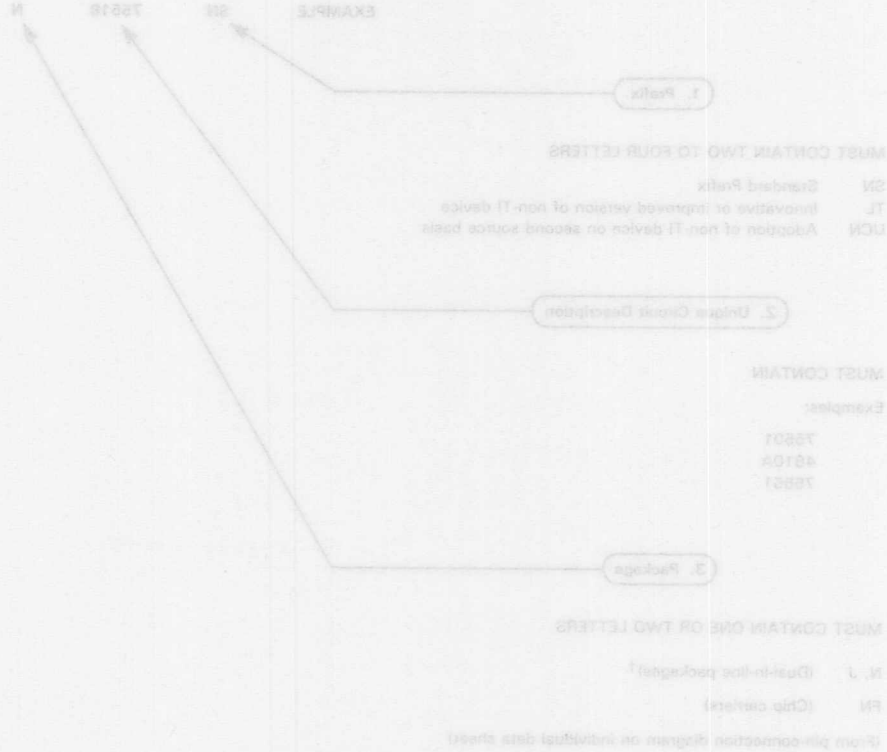 EXAMPLE SN 75518 N
1. Prefix
MUST CONTAIN TWO TO FOUR LETTERS
SN Standard Prefix
TL Innovative or improved version of non-TI device
UCN Adoption of non-TI device on second source basis
2. Unique Circuit Description
MUST CONTAIN
Examples:
75501
4810A
75551
3. Package
MUST CONTAIN ONE OR TWO LETTERS
N, J (Dual-in-line packages)†
FN (Chip carriers)
(From pin-connection diagram on individual data sheet)